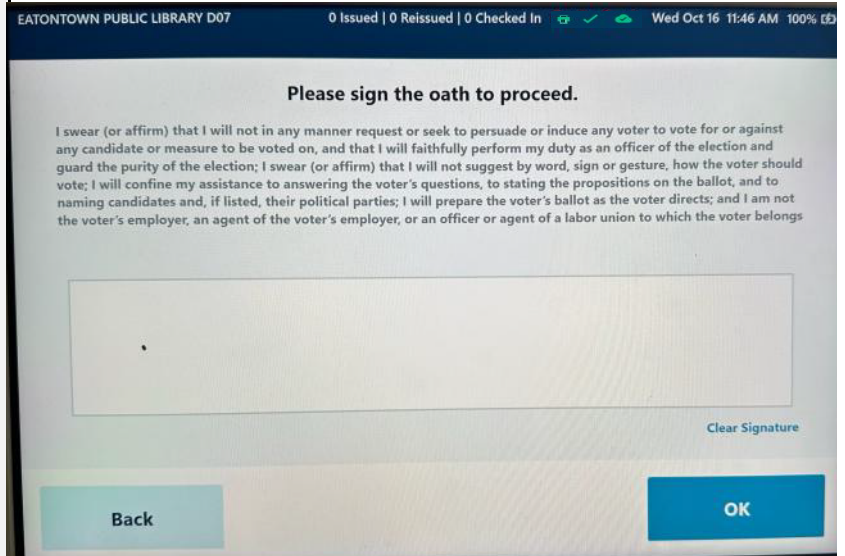 EATONTOWN PUBLIC LIBRARY D07 0 Issued | 0 Reissued | 0 Checked In Wed Oct 16 11:46 AM 100%
Please sign the oath to proceed.
I swear (or affirm) that I will not in any manner request or seek to persuade or induce any voter to vote for or against
any candidate or measure to be voted on, and that I will faithfully perform my duty as an officer of the election and
guard the purity of the election; I swear (or affirm) that I will not suggest by word, sign or gesture, how the voter should
vote; I will confine my assistance to answering the voter's questions, to stating the propositions on the ballot, and to
naming candidates and, if listed, their political parties; I will prepare the voter's ballot as the voter directs; and I am not
the voter's employer, an agent of the voter's employer, or an officer or agent of a labor union to which the voter belongs
Clear Signature
Back
OK